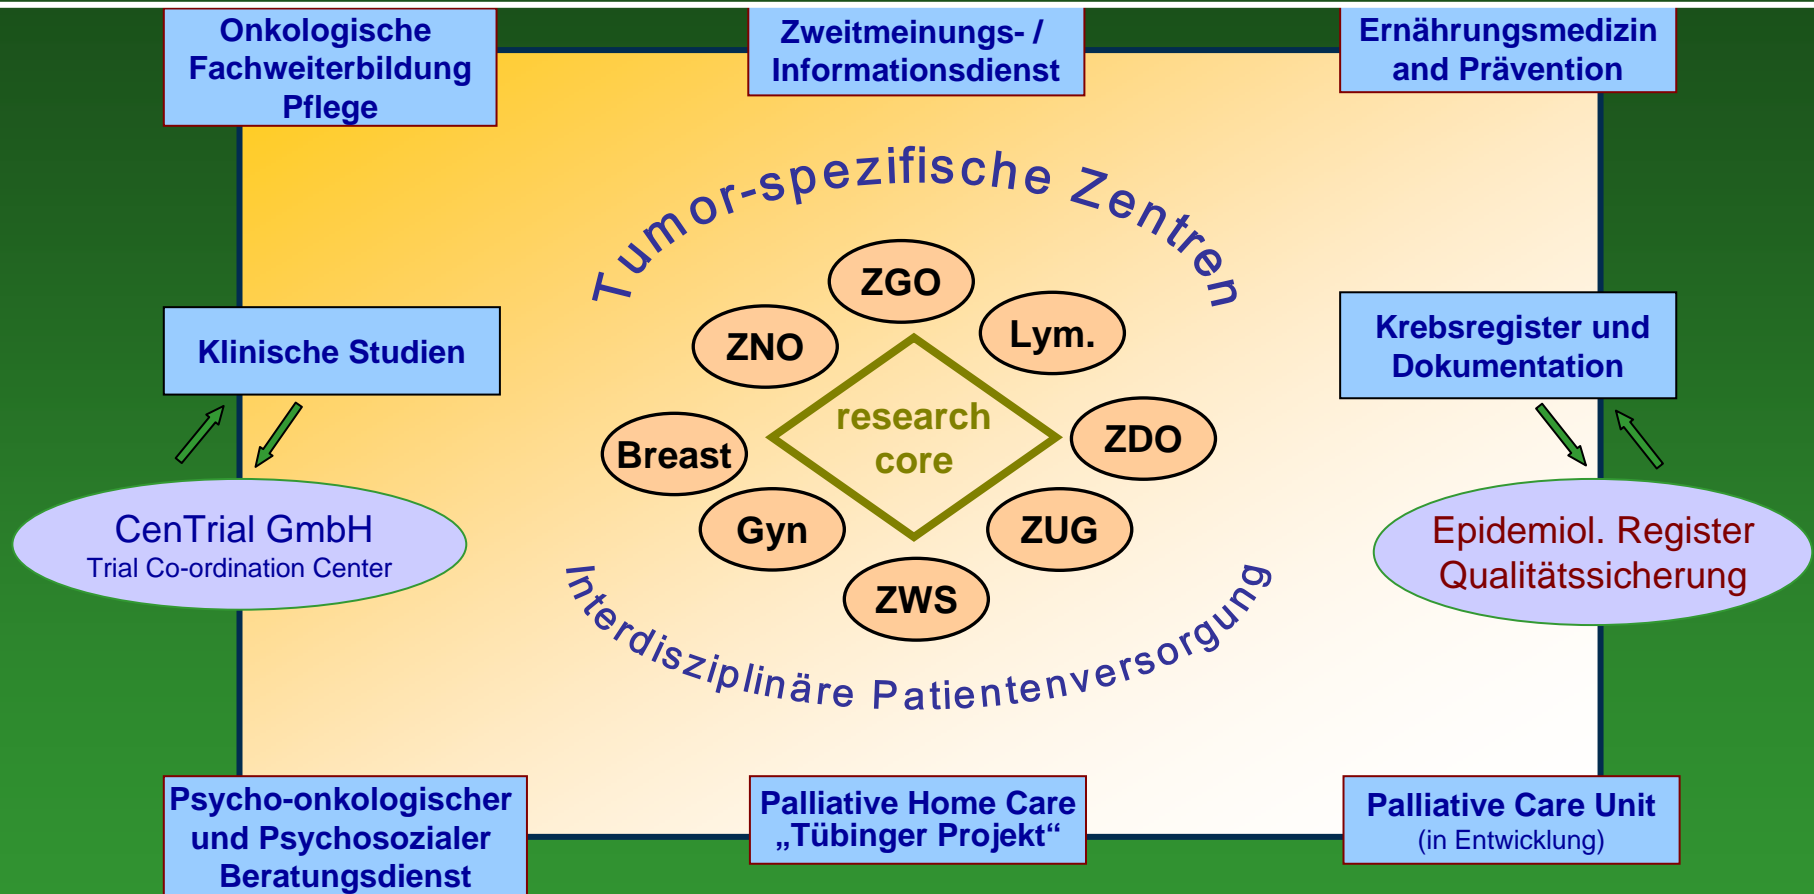 Onkologische
Fachweiterbildung
Pflege
Zweitmeinungs- /
Informationsdienst
Ernährungsmedizin
and Prävention
Tumor-spezifische Zentren
ZGO
Lym.
ZNO
Klinische Studien
Krebsregister und
Dokumentation
research
core
ZDO
Breast
Gyn
ZUG
ZWS
CenTrial GmbH
Trial Co-ordination Center
Epidemiol. Register
Qualitätssicherung
Interdisziplinäre Patientenversorgung
Psycho-onkologischer
und Psychosozialer
Beratungsdienst
Palliative Home Care
„Tübinger Projekt“
Palliative Care Unit
(in Entwicklung)